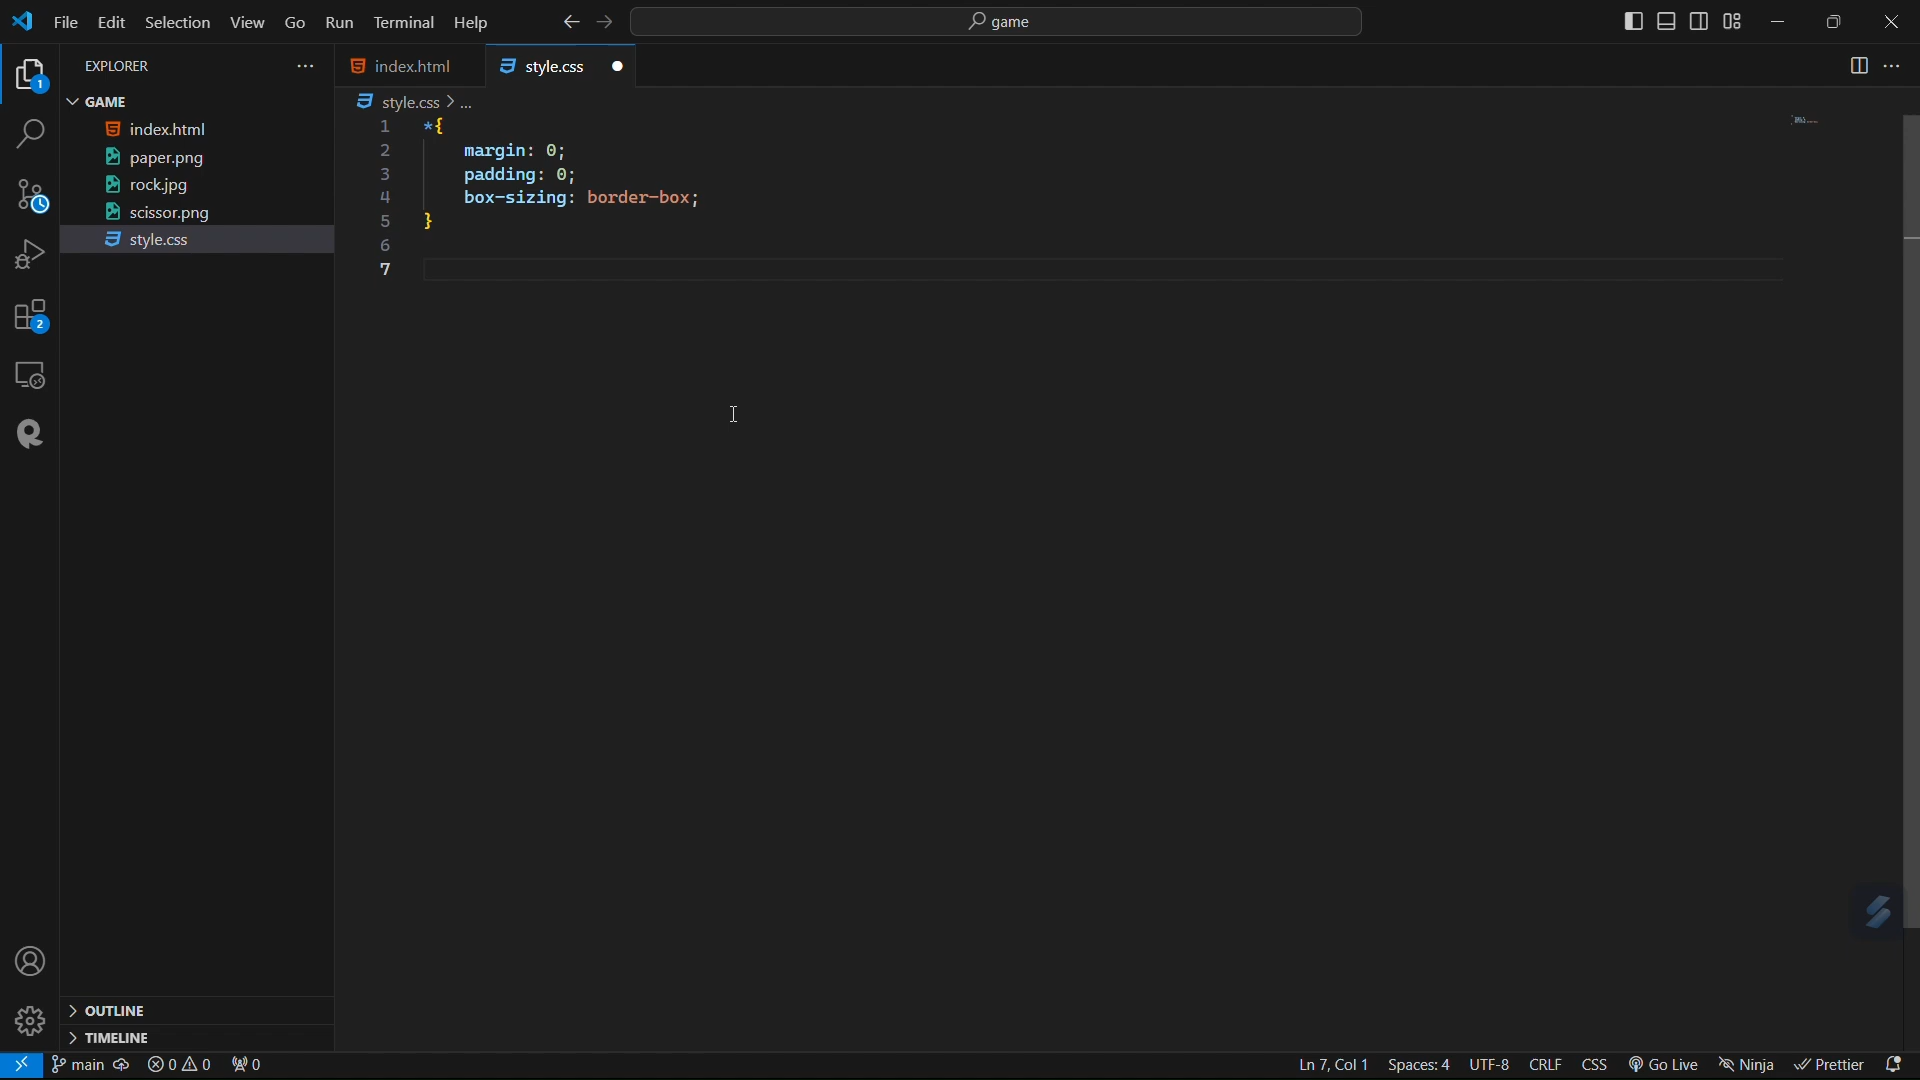 File Edit Selection View Go Run Terminal Help
game
1
2
EXPLORER
GAME
index.html
paper.png
rock.jpg
scissor.png
style.css
OUTLINE
TIMELINE
index.html
style.css
style.css > ...
1 *{
2 margin: 0;
3 padding: 0;
4 box-sizing: border-box;
5 }
6
7
main 0 0 0
Ln 7, Col 1 Spaces: 4 UTF-8 CRLF CSS Go Live Ninja Prettier